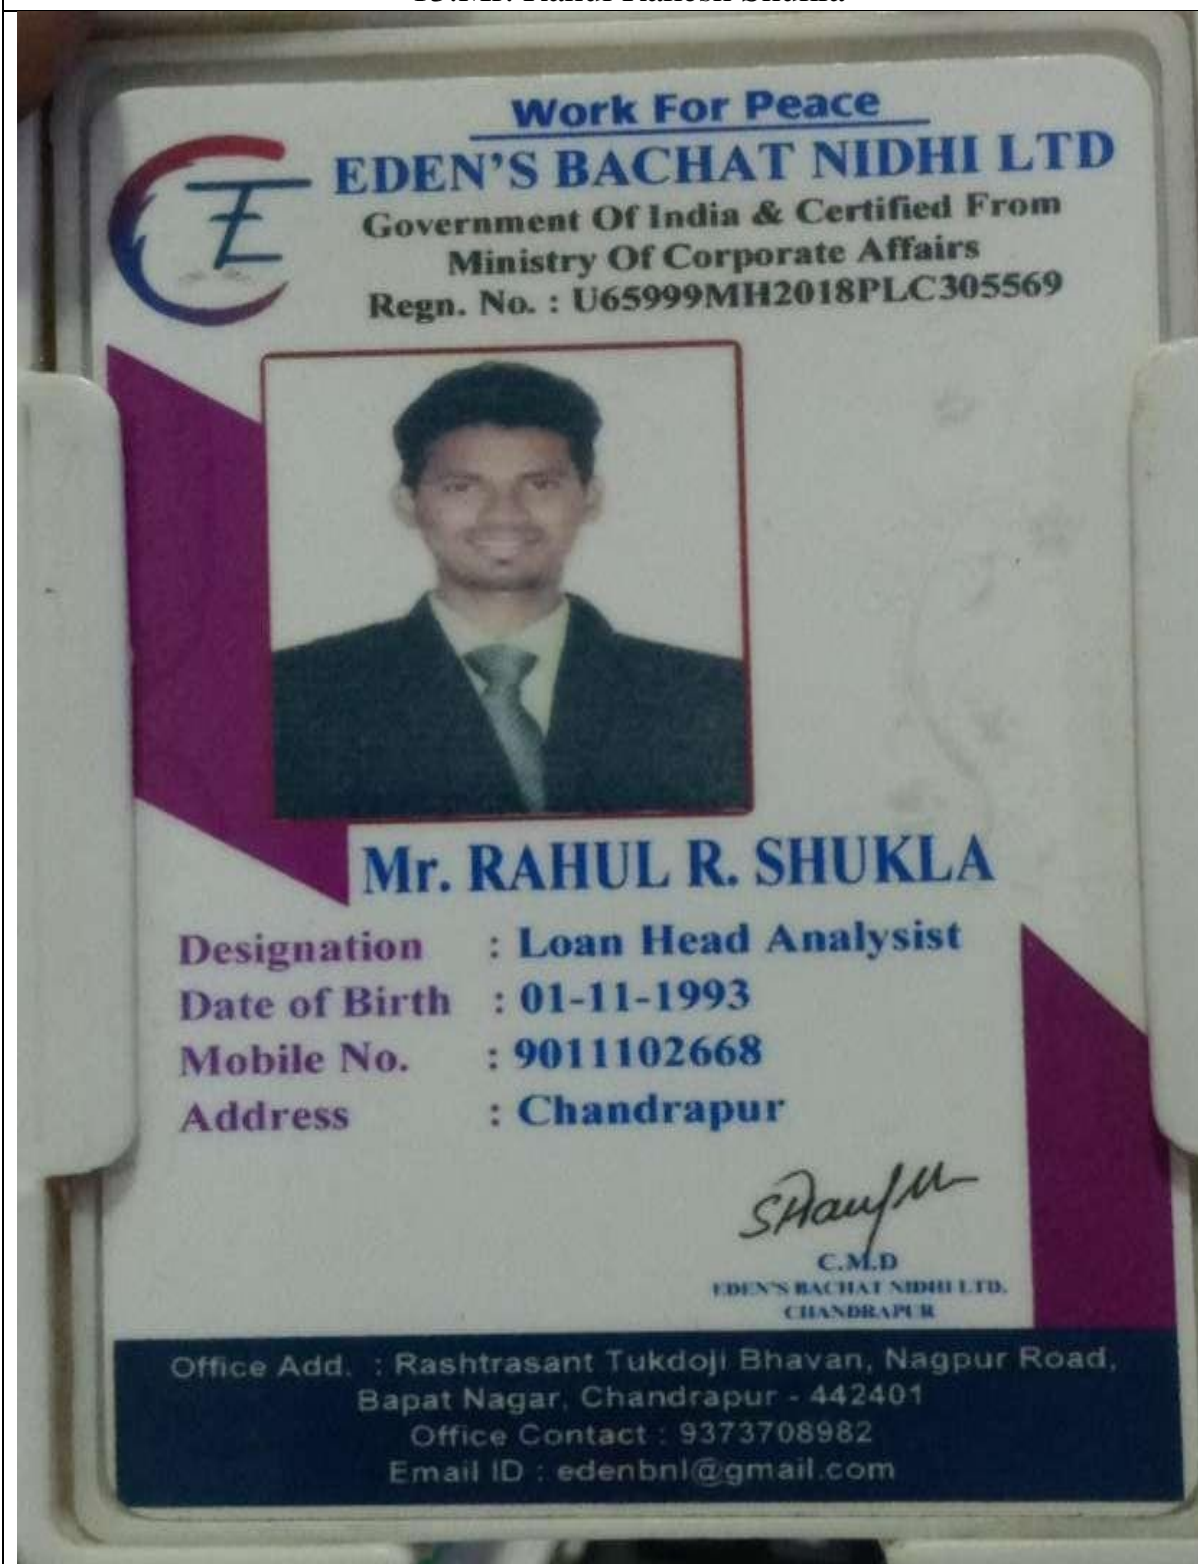 Work For Peace
EDEN'S BACHAT NIDHI LTD
Government Of India & Certified From
Ministry Of Corporate Affairs
Regn. No. : U65999MH2018PLC305569
Mr. RAHUL R. SHUKLA
Designation : Loan Head Analysist
Date of Birth : 01-11-1993
Mobile No. : 9011102668
Address : Chandrapur
C.M.D
EDEN'S BACHAT NIDHI LTD.
CHANDRAPUR
Office Add. : Rashtrasant Tukdoji Bhavan, Nagpur Road,
Bapat Nagar, Chandrapur - 442401
Office Contact : 9373708982
Email ID : edenbnl@gmail.com